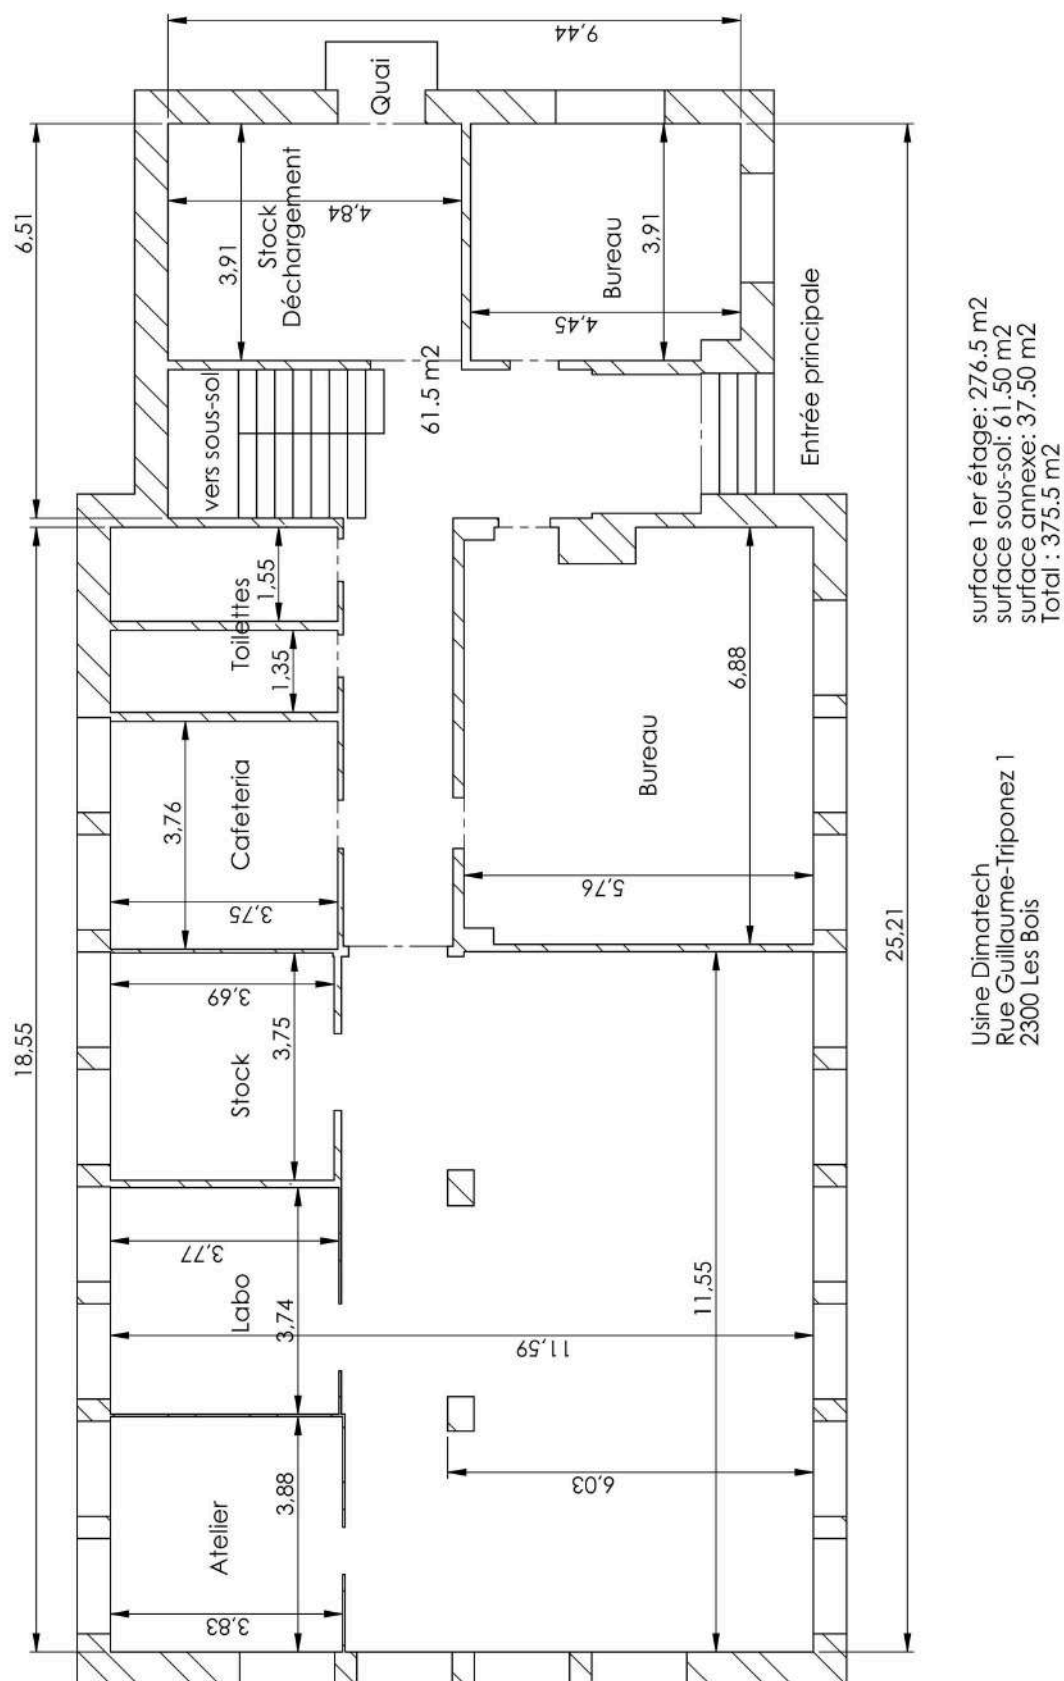 9,44
Quai
6,51
3,91
Stock
Déchargement
4,84
Bureau
3,91
4,45
vers sous-sol
61.5 m2
Entrée principale
Toilettes
1,55
1,35
Cafeteria
3,76
3,75
Bureau
6,88
5,76
18,55
25,21
Stock
3,69
3,75
Labo
3,77
3,74
11,59
11,55
Atelier
3,88
3,83
6,03
surface 1er étage: 276.5 m2
surface sous-sol: 61.50 m2
surface annexe: 37.50 m2
Total : 375.5 m2
Usine Dimatech
Rue Guillaume-Triponez 1
2300 Les Bois